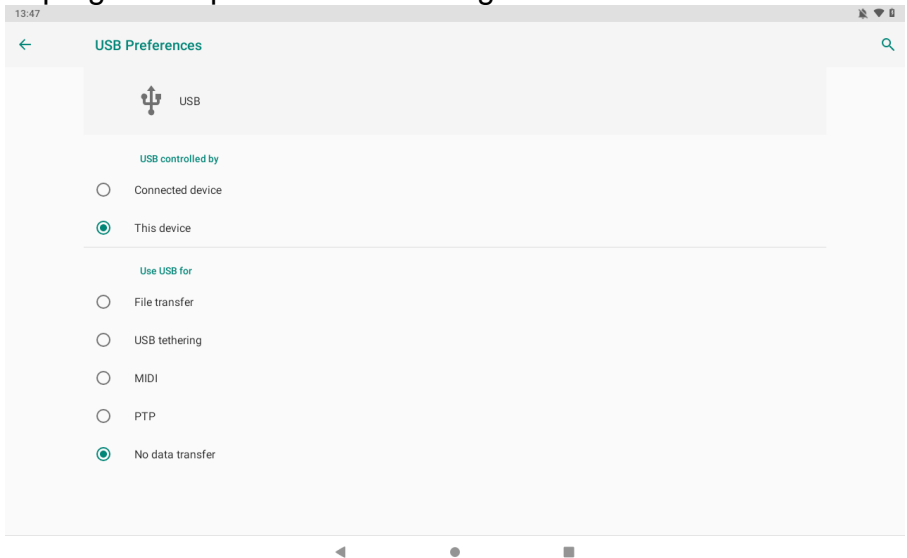 13:47
USB Preferences
USB
USB controlled by
Connected device
This device
Use USB for
File transfer
USB tethering
MIDI
PTP
No data transfer